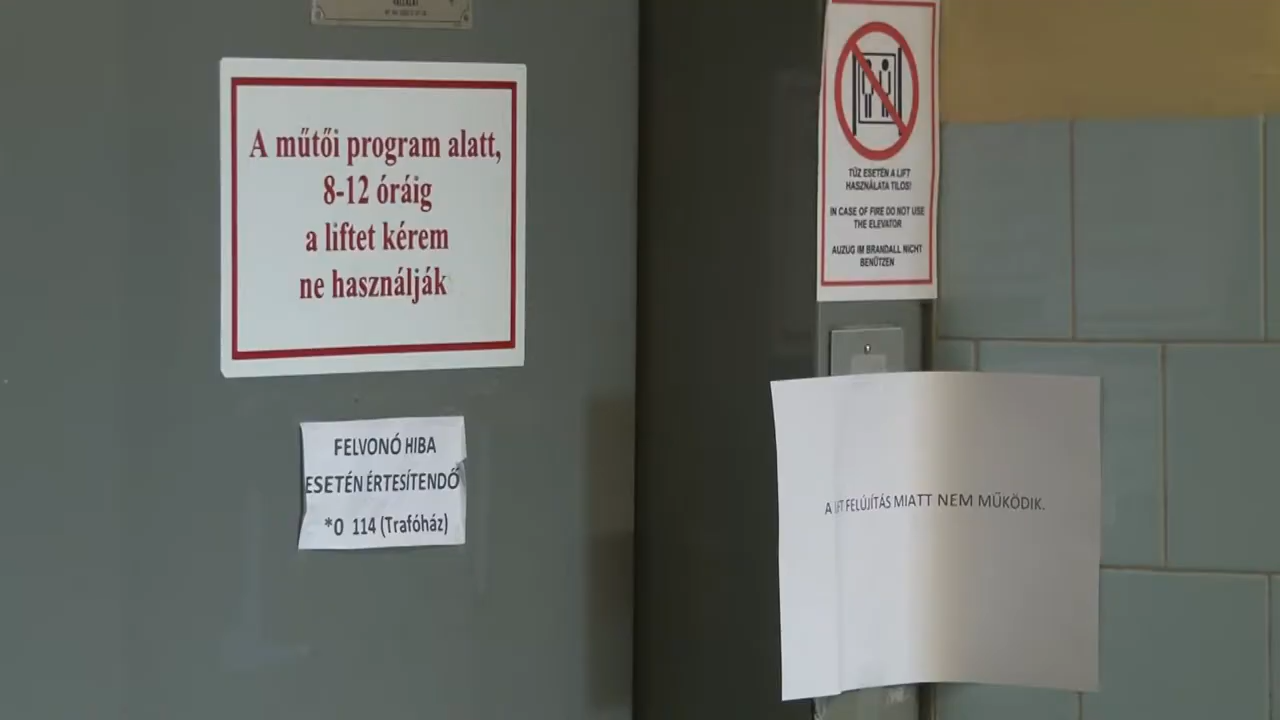 VÁLLALAT
A műtői program alatt,
8-12 óráig
a liftet kérem
ne használják
FELVONÓ HIBA
ESETÉN ÉRTESÍTENDŐ
*0 114 (Trafóház)
TŰZ ESETÉN A LIFT
HASZNÁLATA TILOS!
IN CASE OF FIRE DO NOT USE
THE ELEVATOR
AUZUG IM BRANDALL NICHT
BENÜTZEN
A LIFT FELÚJÍTÁS MIATT NEM MŰKÖDIK.